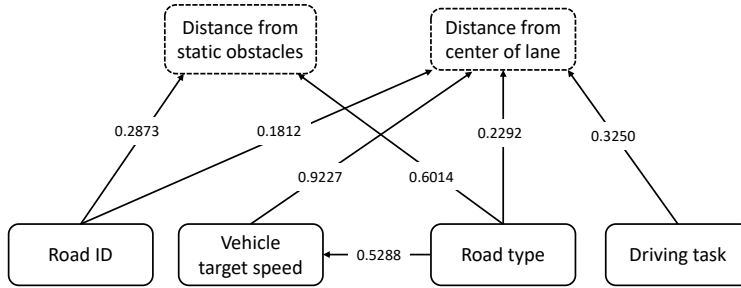 Distance from
static obstacles
Distance from
center of lane
0.2873
0.1812
0.2292
0.3250
0.9227
0.6014
Road ID
Vehicle
target speed
0.5288
Road type
Driving task